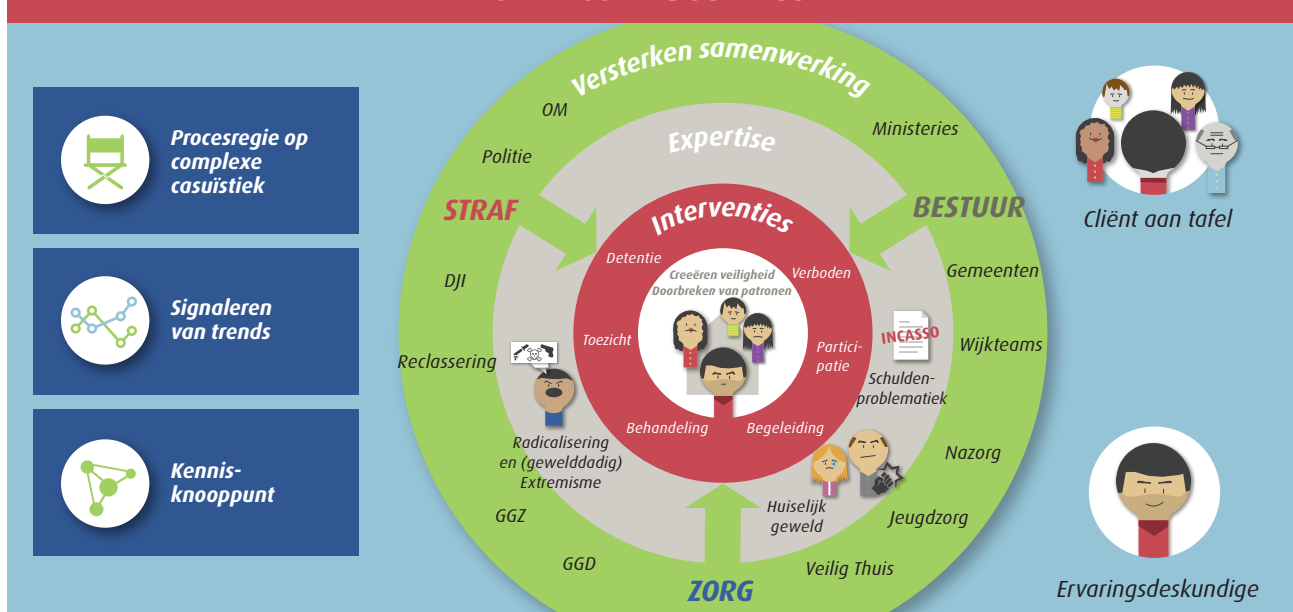 Procesregie op
complexe
casuïstiek
Signaleren
van trends
Kennis-
knooppunt
Versterken samenwerking
OM
Politie
STRAF
DJI
Reclassering
GGZ
GGD
ZORG
Veilig Thuis
Jeugdzorg
Nazorg
Wijkteams
Gemeenten
BESTUUR
Ministeries
Expertise
Radicalisering
en (gewelddadig)
Extremisme
Huiselijk
geweld
INCASSO
Schulden-
problematiek
Interventies
Detentie
Verboden
Toezicht
Partici-
patie
Behandeling
Begeleiding
Creeëren veiligheid
Doorbreken van patronen
Cliënt aan tafel
Ervaringsdeskundige